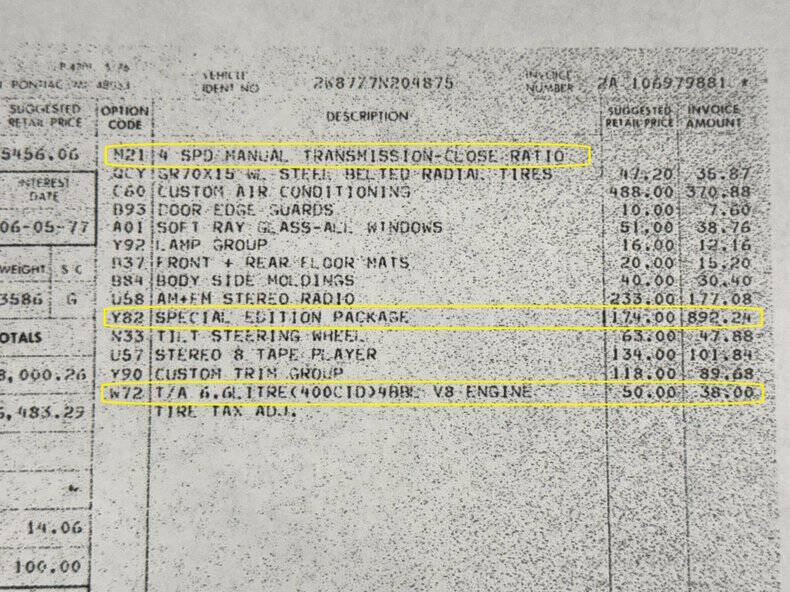 P 4201 5/76
VEHICLE IDENT NO 2W87Z7N204875 INVOICE NUMBER 2A 106979881 *
PONTIAC, MI 48053
SUGGESTED RETAIL PRICE OPTION CODE DESCRIPTION SUGGESTED RETAIL PRICE INVOICE AMOUNT
5456.06 M21 4 SPD MANUAL TRANSMISSION-CLOSE RATIO
QCY GR70X15 WL STEEL BELTED RADIAL TIRES 47.20 35.87
INTEREST DATE C60 CUSTOM AIR CONDITIONING 488.00 370.88
B93 DOOR EDGE GUARDS 10.00 7.60
06-05-77 A01 SOFT RAY GLASS-ALL WINDOWS 51.00 38.76
Y92 LAMP GROUP 16.00 12.16
WEIGHT S C B37 FRONT + REAR FLOOR MATS 20.00 15.20
B84 BODY SIDE MOLDINGS 40.00 30.40
3586 G U58 AM+FM STEREO RADIO 233.00 177.08
Y82 SPECIAL EDITION PACKAGE 1174.00 892.24
TOTALS N33 TILT STEERING WHEEL 63.00 47.88
U57 STEREO 8 TAPE PLAYER 134.00 101.84
8,000.26 Y90 CUSTOM TRIM GROUP 118.00 89.68
W72 T/A 6.6LITRE(400CID)4BBL V8 ENGINE 50.00 38.00
6,483.29 TIRE TAX ADJ.
14.06
100.00